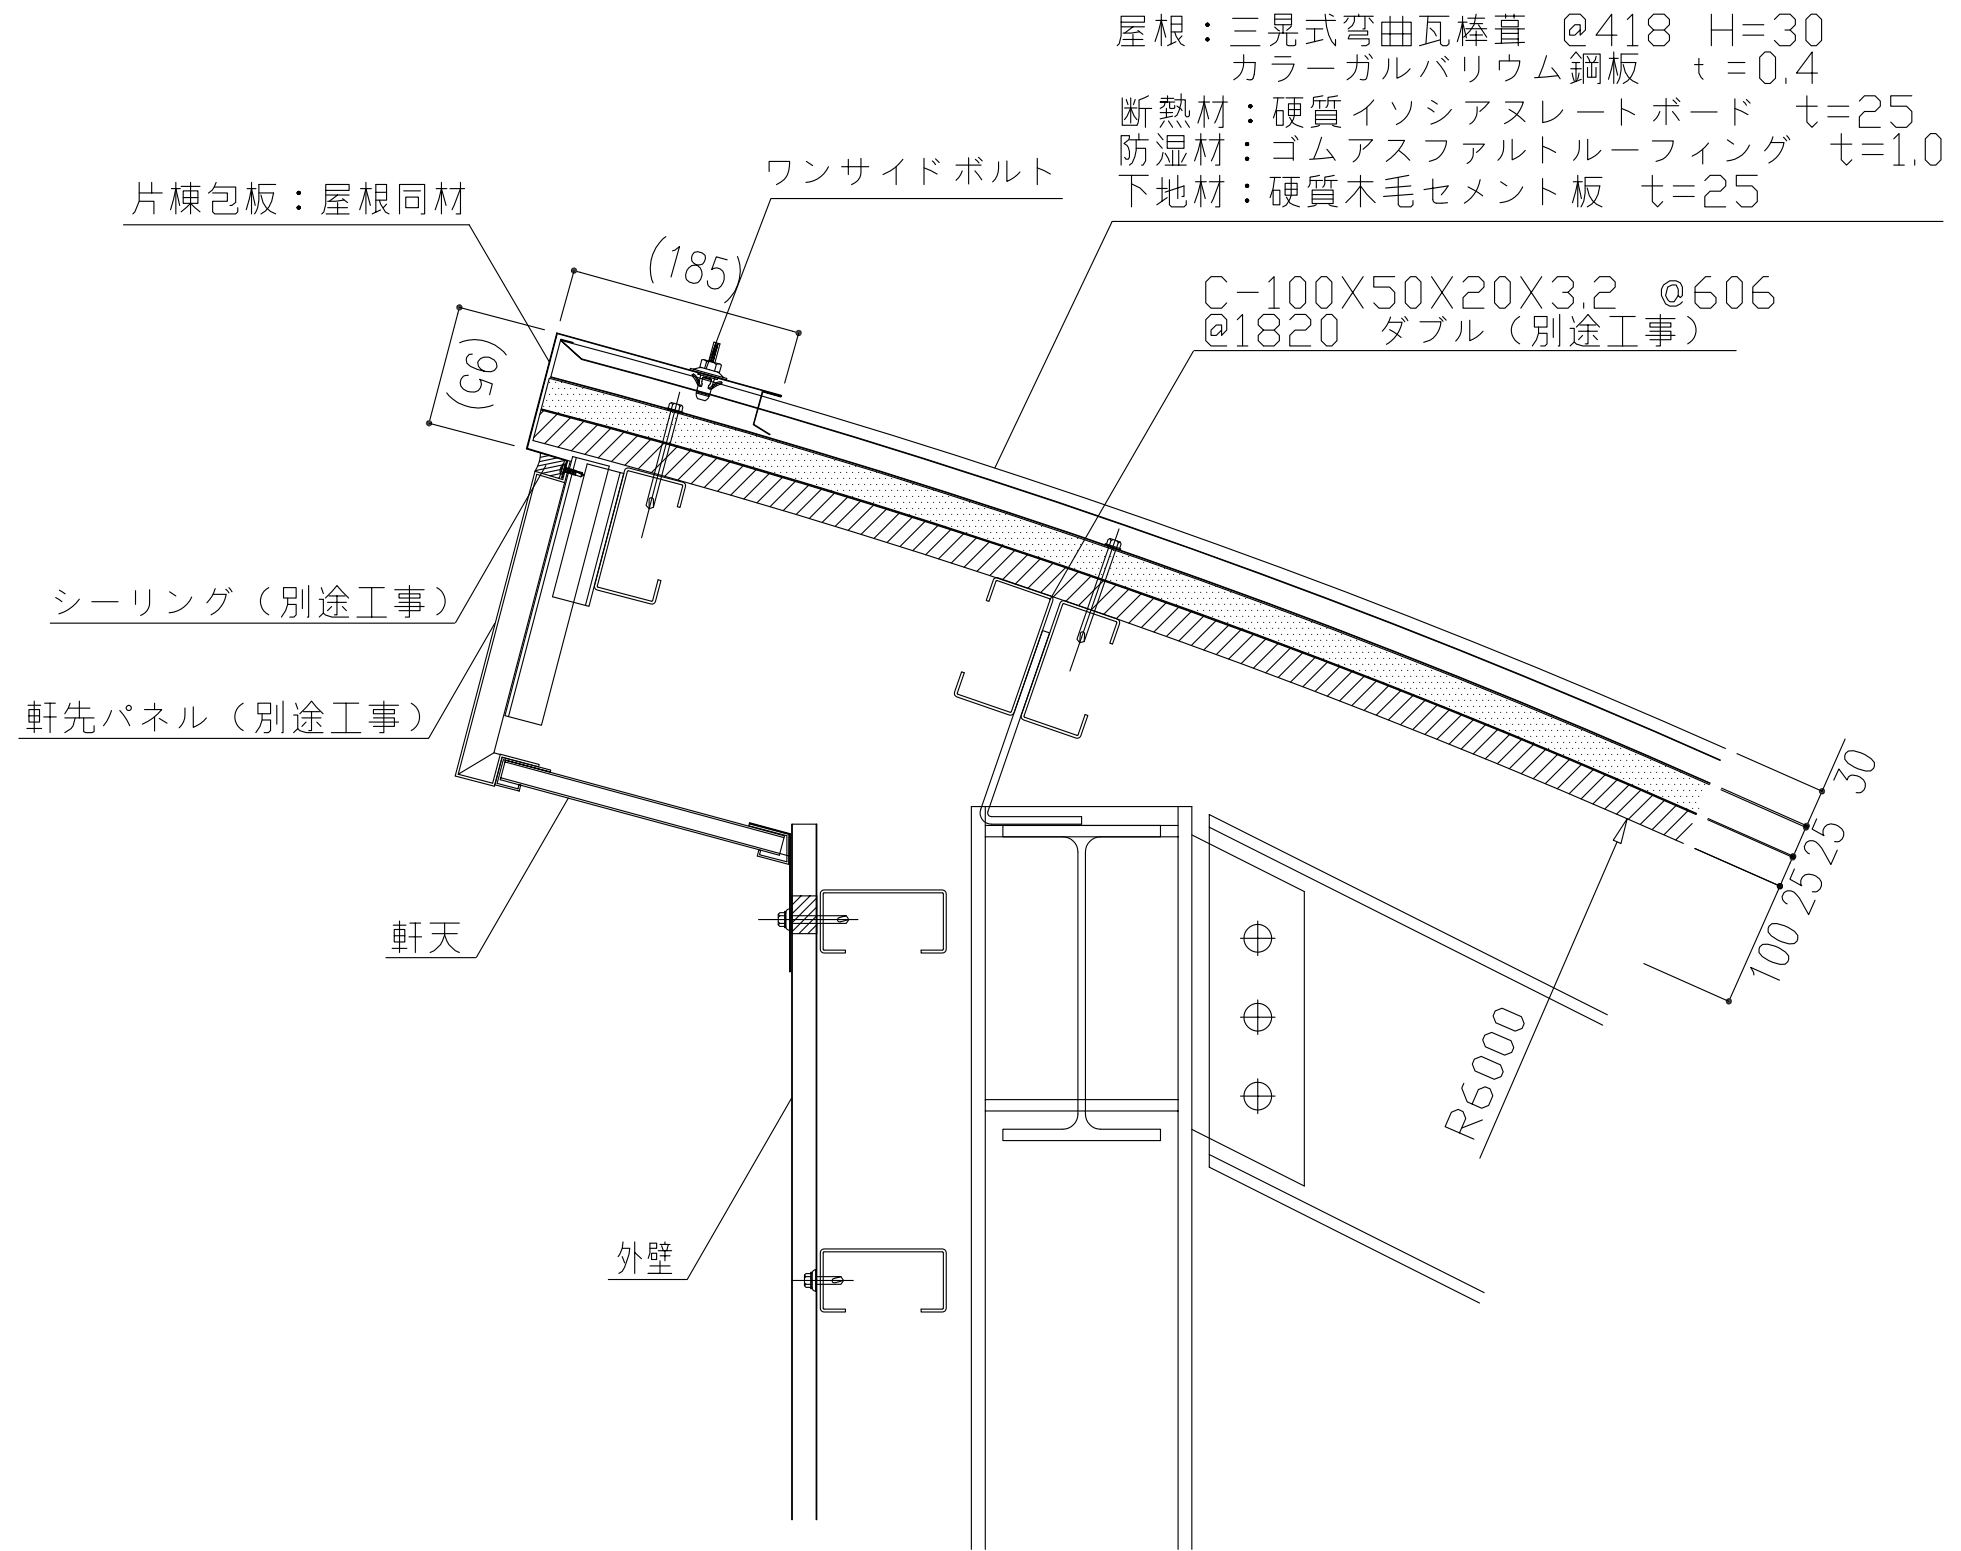 屋根：三晃式弯曲瓦棒葺 @418 H=30
カラーガルバリウム鋼板 t=0.4
断熱材：硬質イソシアヌレートボード t=25
防湿材：ゴムアスファルトルーフィング t=1.0
下地材：硬質木毛セメント板 t=25
ワンサイドボルト
片棟包板：屋根同材
(185)
C-100X50X20X3.2 @606
@1820 ダブル（別途工事）
(95)
シーリング（別途工事）
軒先パネル（別途工事）
30
25
25
100
軒天
R6000
外壁